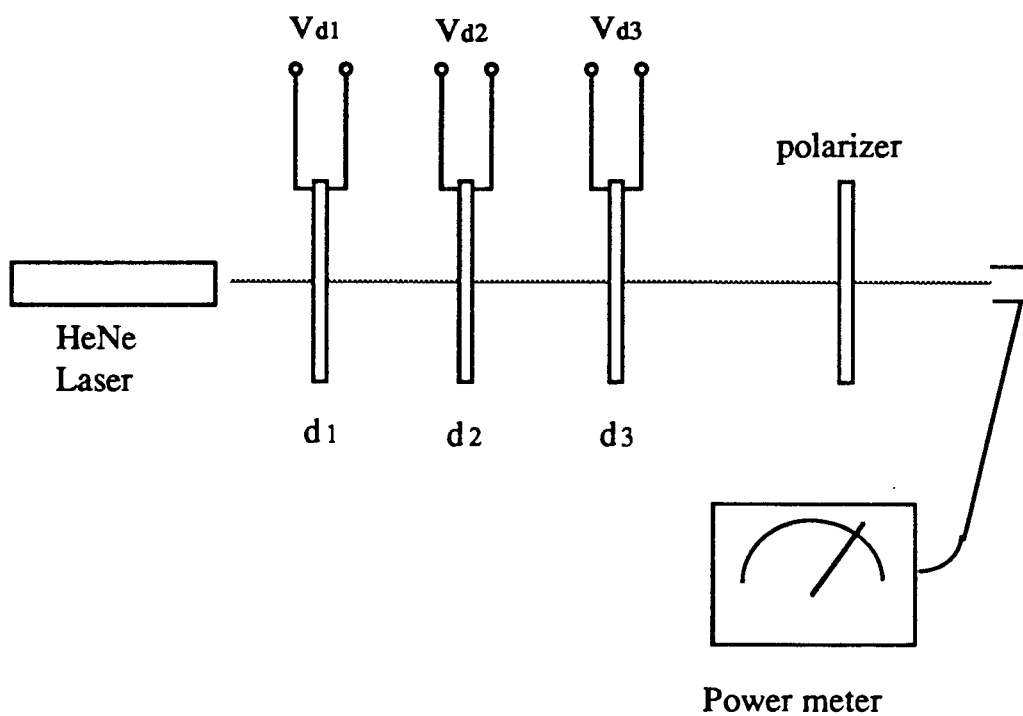 Vd1 Vd2 Vd3
polarizer
HeNe
Laser
d1 d2 d3
Power meter